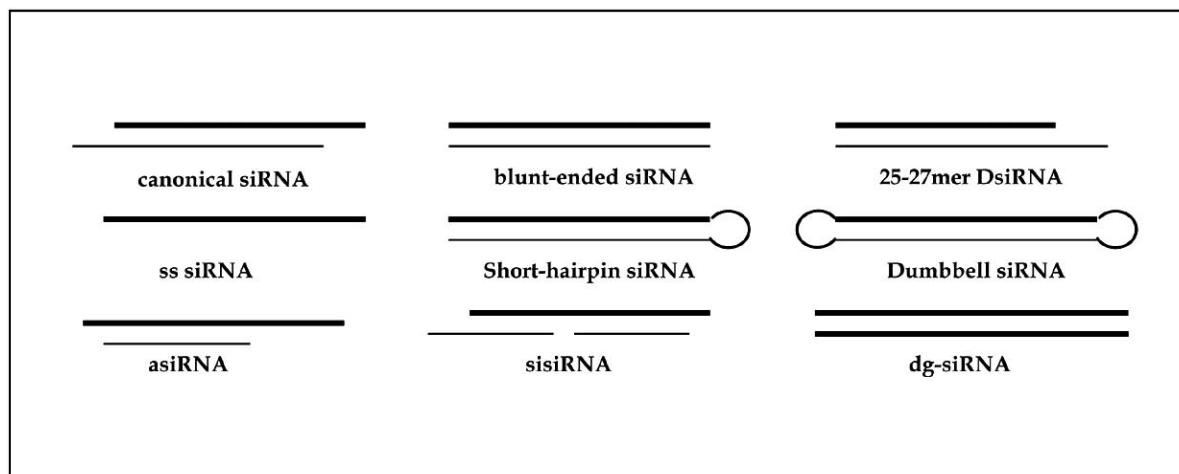 canonical siRNA
blunt-ended siRNA
25-27mer DsiRNA
ss siRNA
Short-hairpin siRNA
Dumbbell siRNA
asiRNA
sisiRNA
dg-siRNA